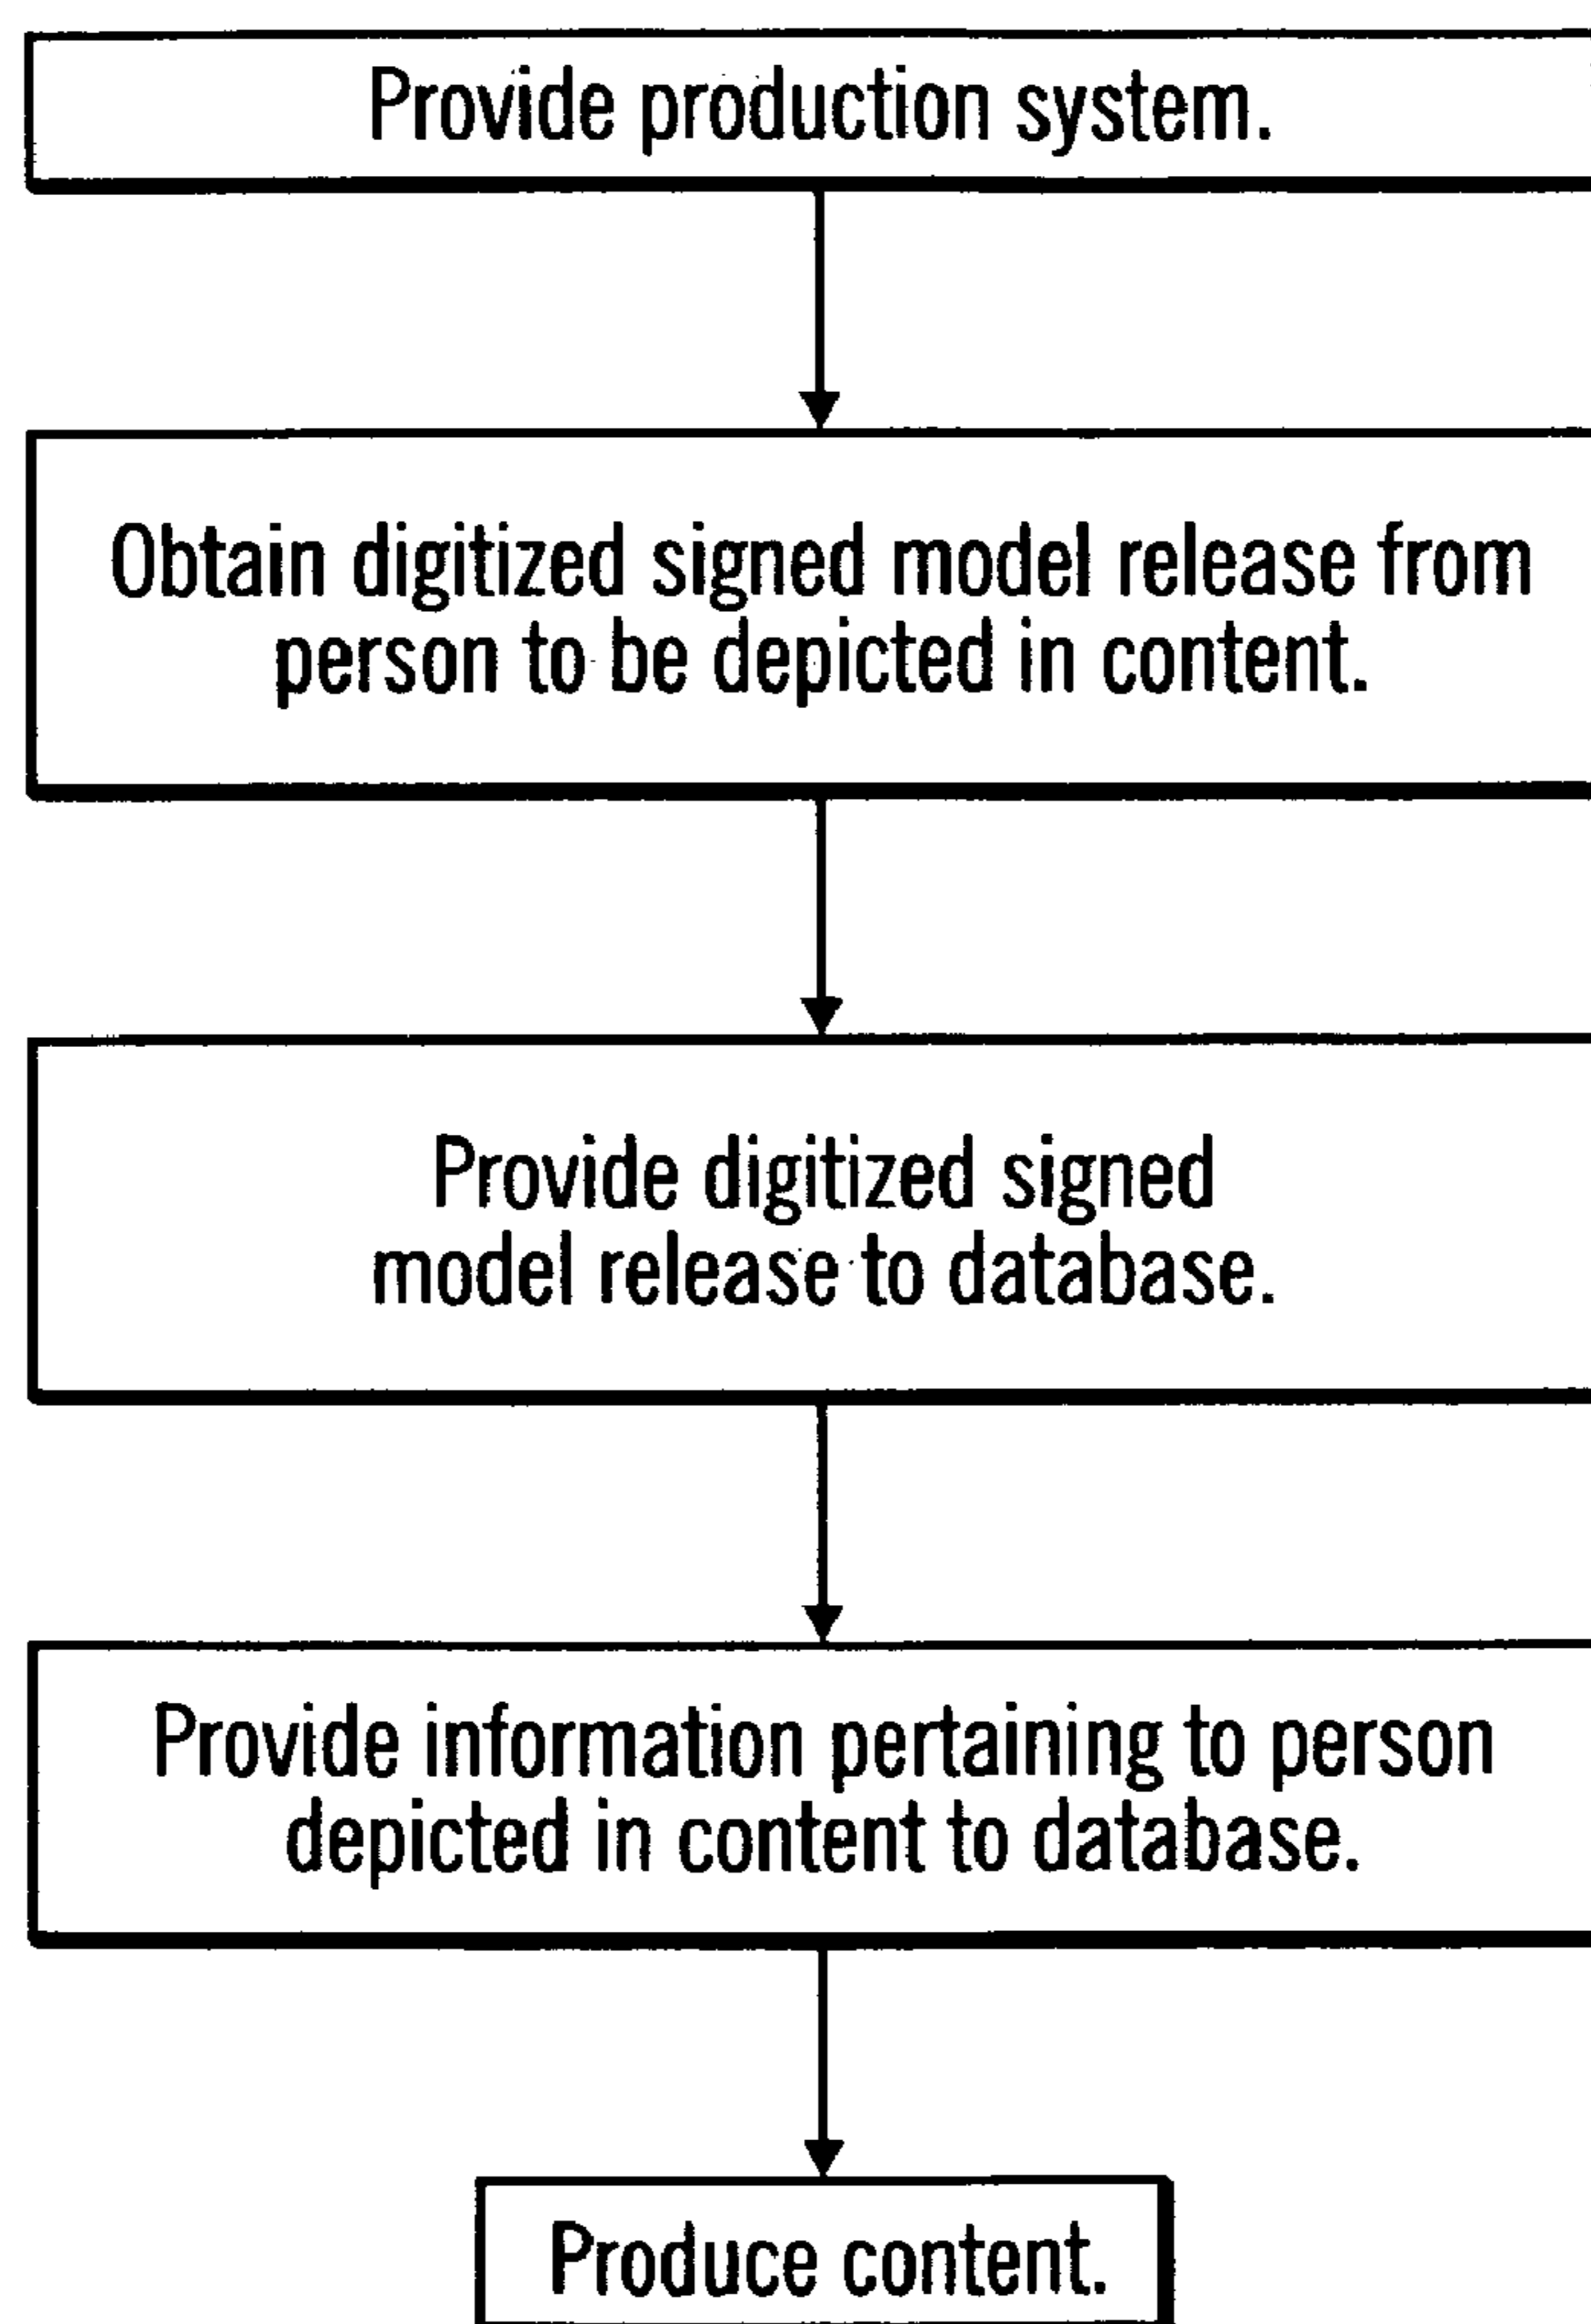 Provide production system.
Obtain digitized signed model release from
person to be depicted in content.
Provide digitized signed
model release to database.
Provide information pertaining to person
depicted in content to database.
Produce content.